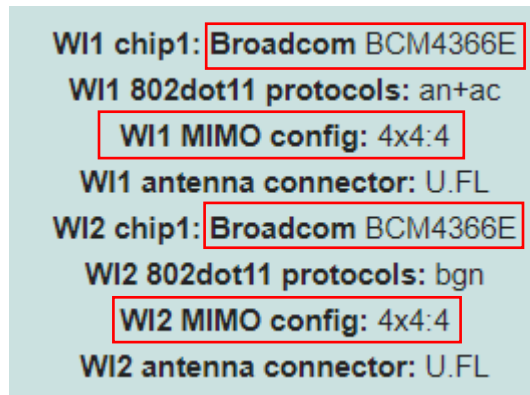 WI1 chip1: Broadcom BCM4366E
WI1 802dot11 protocols: an+ac
WI1 MIMO config: 4x4:4
WI1 antenna connector: U.FL
WI2 chip1: Broadcom BCM4366E
WI2 802dot11 protocols: bgn
WI2 MIMO config: 4x4:4
WI2 antenna connector: U.FL